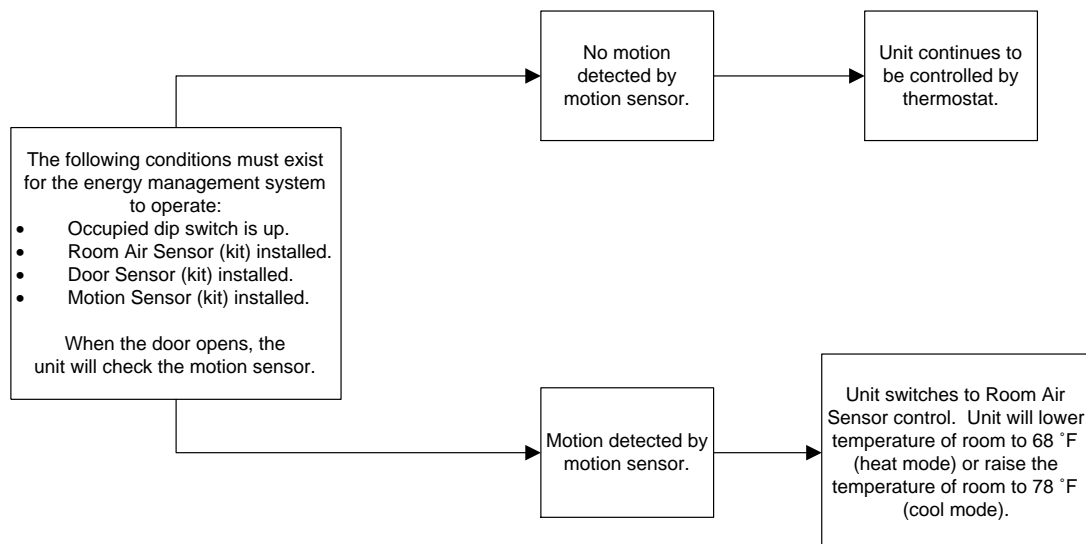 The following conditions must exist
for the energy management system
to operate:
• Occupied dip switch is up.
• Room Air Sensor (kit) installed.
• Door Sensor (kit) installed.
• Motion Sensor (kit) installed.
When the door opens, the
unit will check the motion sensor.
No motion
detected by
motion sensor.
Unit continues to
be controlled by
thermostat.
Motion detected by
motion sensor.
Unit switches to Room Air
Sensor control. Unit will lower
temperature of room to 68 ˚F
(heat mode) or raise the
temperature of room to 78 ˚F
(cool mode).